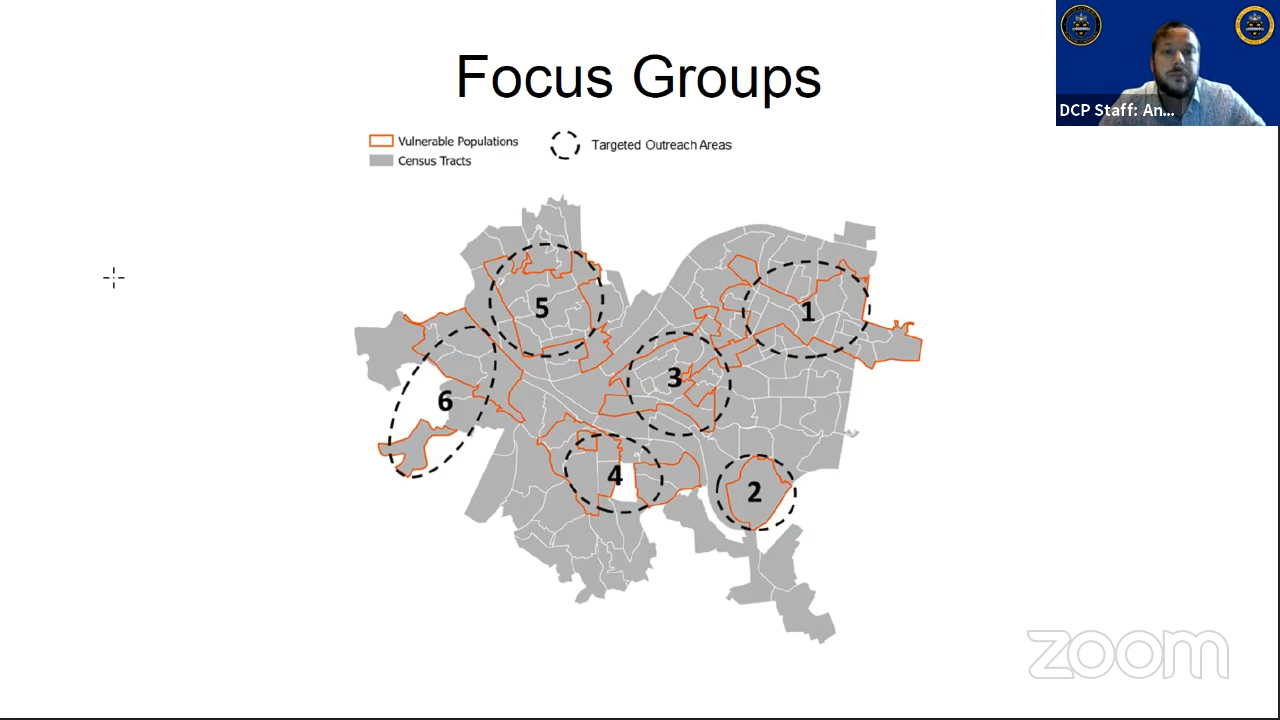 Focus Groups
DCP Staff: An...
Vulnerable Populations
Targeted Outreach Areas
Census Tracts
5
1
3
6
4
2
zoom